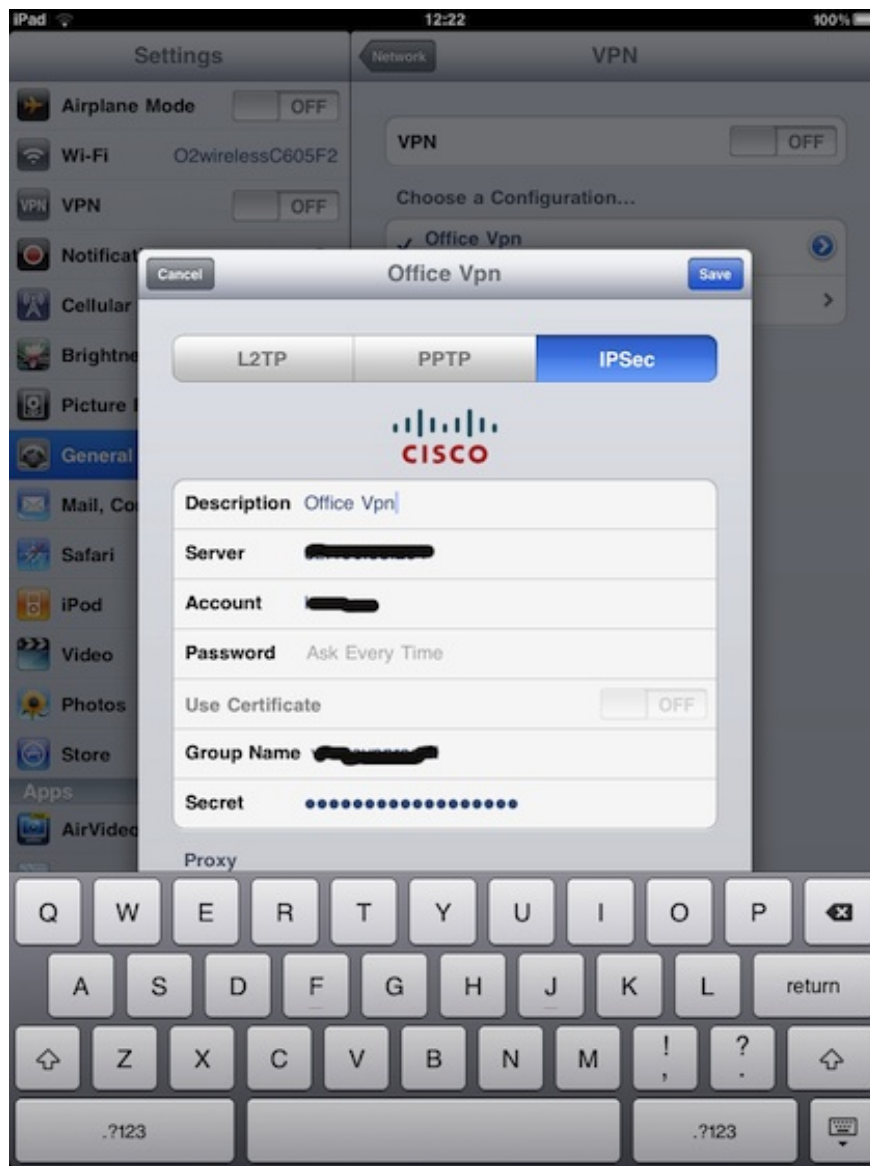 iPad 12:22 100%
Settings
Network VPN
Airplane Mode OFF
Wi-Fi O2wirelessC605F2
VPN OFF
Cellular
General
Safari
iPod
Video
Photos
Store
Apps
AirVideo
VPN OFF
Choose a Configuration...
Office Vpn
Cancel Office Vpn Save
L2TP PPTP IPSec
CISCO
Description Office Vpn
Server
Account
Password Ask Every Time
Use Certificate OFF
Group Name
Secret ••••••••••••••••••
Proxy
Q W E R T Y U I O P
A S D F G H J K L return
Z X C V B N M ! , ? .
.?123 .?123